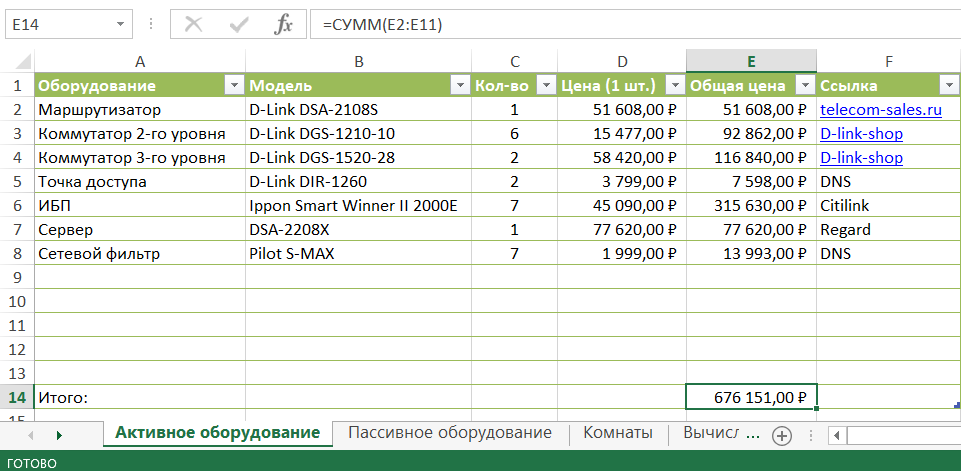 E14 fx =СУММ(E2:E11)
A B C D E F
1 Оборудование Модель Кол-во Цена (1 шт.) Общая цена Ссылка
2 Маршрутизатор D-Link DSA-2108S 1 51 608,00 ₽ 51 608,00 ₽ telecom-sales.ru
3 Коммутатор 2-го уровня D-Link DGS-1210-10 6 15 477,00 ₽ 92 862,00 ₽ D-link-shop
4 Коммутатор 3-го уровня D-Link DGS-1520-28 2 58 420,00 ₽ 116 840,00 ₽ D-link-shop
5 Точка доступа D-Link DIR-1260 2 3 799,00 ₽ 7 598,00 ₽ DNS
6 ИБП Ippon Smart Winner II 2000E 7 45 090,00 ₽ 315 630,00 ₽ Citilink
7 Сервер DSA-2208X 1 77 620,00 ₽ 77 620,00 ₽ Regard
8 Сетевой фильтр Pilot S-MAX 7 1 999,00 ₽ 13 993,00 ₽ DNS
9
10
11
12
13
14 Итого: 676 151,00 ₽
Активное оборудование Пассивное оборудование Комнаты Вычисл ...
ГОТОВО